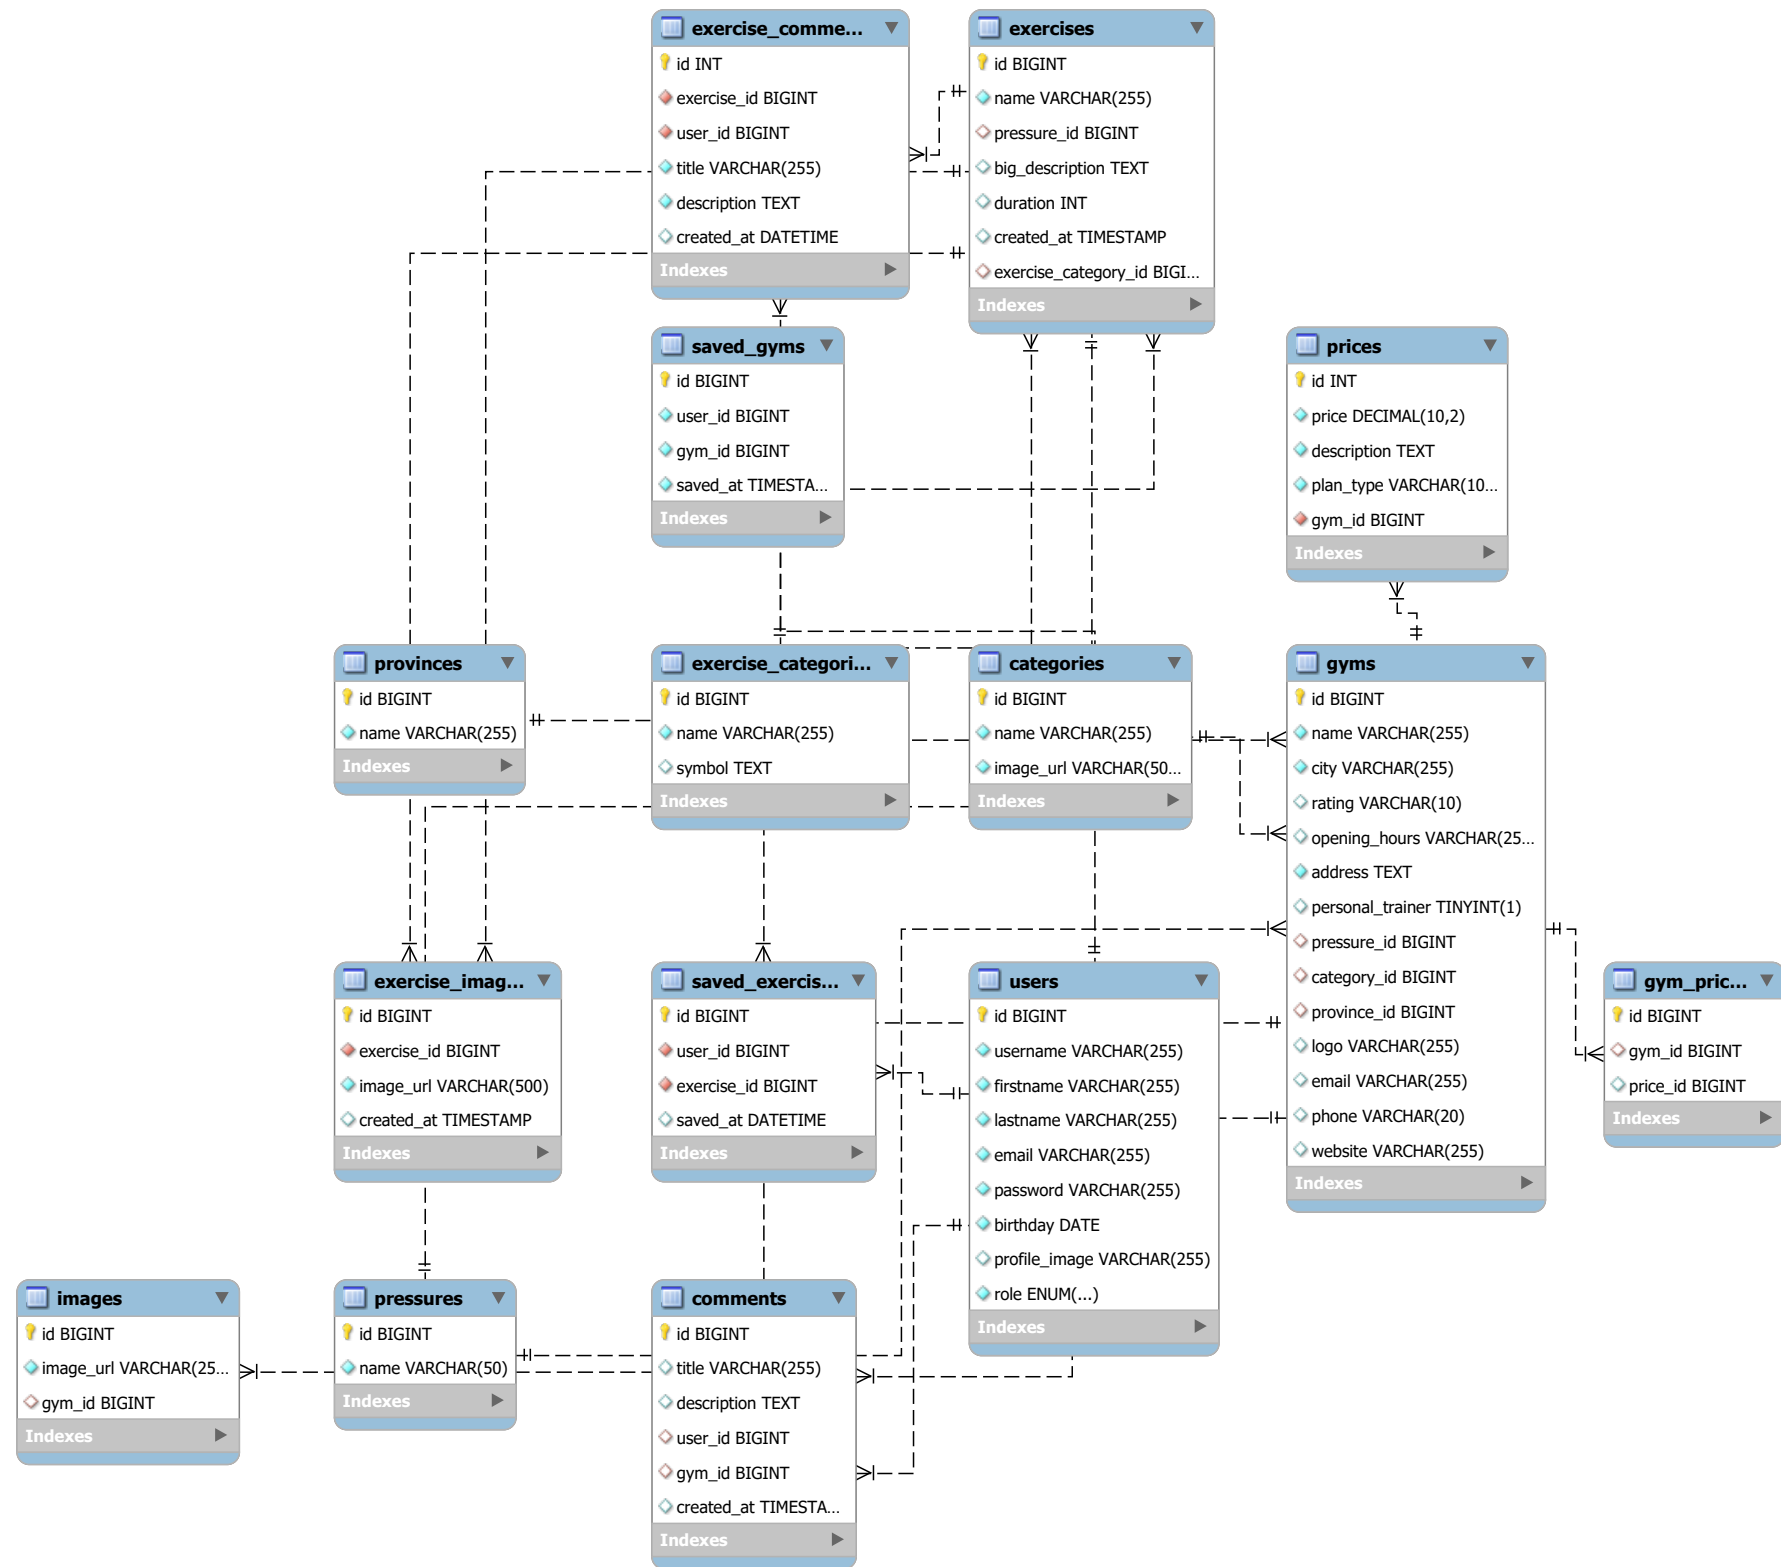 exercise_comme...
id INT
exercise_id BIGINT
user_id BIGINT
title VARCHAR(255)
description TEXT
created_at DATETIME
Indexes
exercises
id BIGINT
name VARCHAR(255)
pressure_id BIGINT
big_description TEXT
duration INT
created_at TIMESTAMP
exercise_category_id BIGI...
Indexes
saved_gyms
id BIGINT
user_id BIGINT
gym_id BIGINT
saved_at TIMESTA...
Indexes
prices
id INT
price DECIMAL(10,2)
description TEXT
plan_type VARCHAR(10...
gym_id BIGINT
Indexes
provinces
id BIGINT
name VARCHAR(255)
Indexes
exercise_categori...
id BIGINT
name VARCHAR(255)
symbol TEXT
Indexes
categories
id BIGINT
name VARCHAR(255)
image_url VARCHAR(50...
Indexes
gyms
id BIGINT
name VARCHAR(255)
city VARCHAR(255)
rating VARCHAR(10)
opening_hours VARCHAR(25...
address TEXT
personal_trainer TINYINT(1)
pressure_id BIGINT
category_id BIGINT
province_id BIGINT
logo VARCHAR(255)
email VARCHAR(255)
phone VARCHAR(20)
website VARCHAR(255)
Indexes
exercise_imag...
id BIGINT
exercise_id BIGINT
image_url VARCHAR(500)
created_at TIMESTAMP
Indexes
saved_exercis...
id BIGINT
user_id BIGINT
exercise_id BIGINT
saved_at DATETIME
Indexes
users
id BIGINT
username VARCHAR(255)
firstname VARCHAR(255)
lastname VARCHAR(255)
email VARCHAR(255)
password VARCHAR(255)
birthday DATE
profile_image VARCHAR(255)
role ENUM(...)
Indexes
gym_pric...
id BIGINT
gym_id BIGINT
price_id BIGINT
Indexes
images
id BIGINT
image_url VARCHAR(25...
gym_id BIGINT
Indexes
pressures
id BIGINT
name VARCHAR(50)
Indexes
comments
id BIGINT
title VARCHAR(255)
description TEXT
user_id BIGINT
gym_id BIGINT
created_at TIMESTA...
Indexes